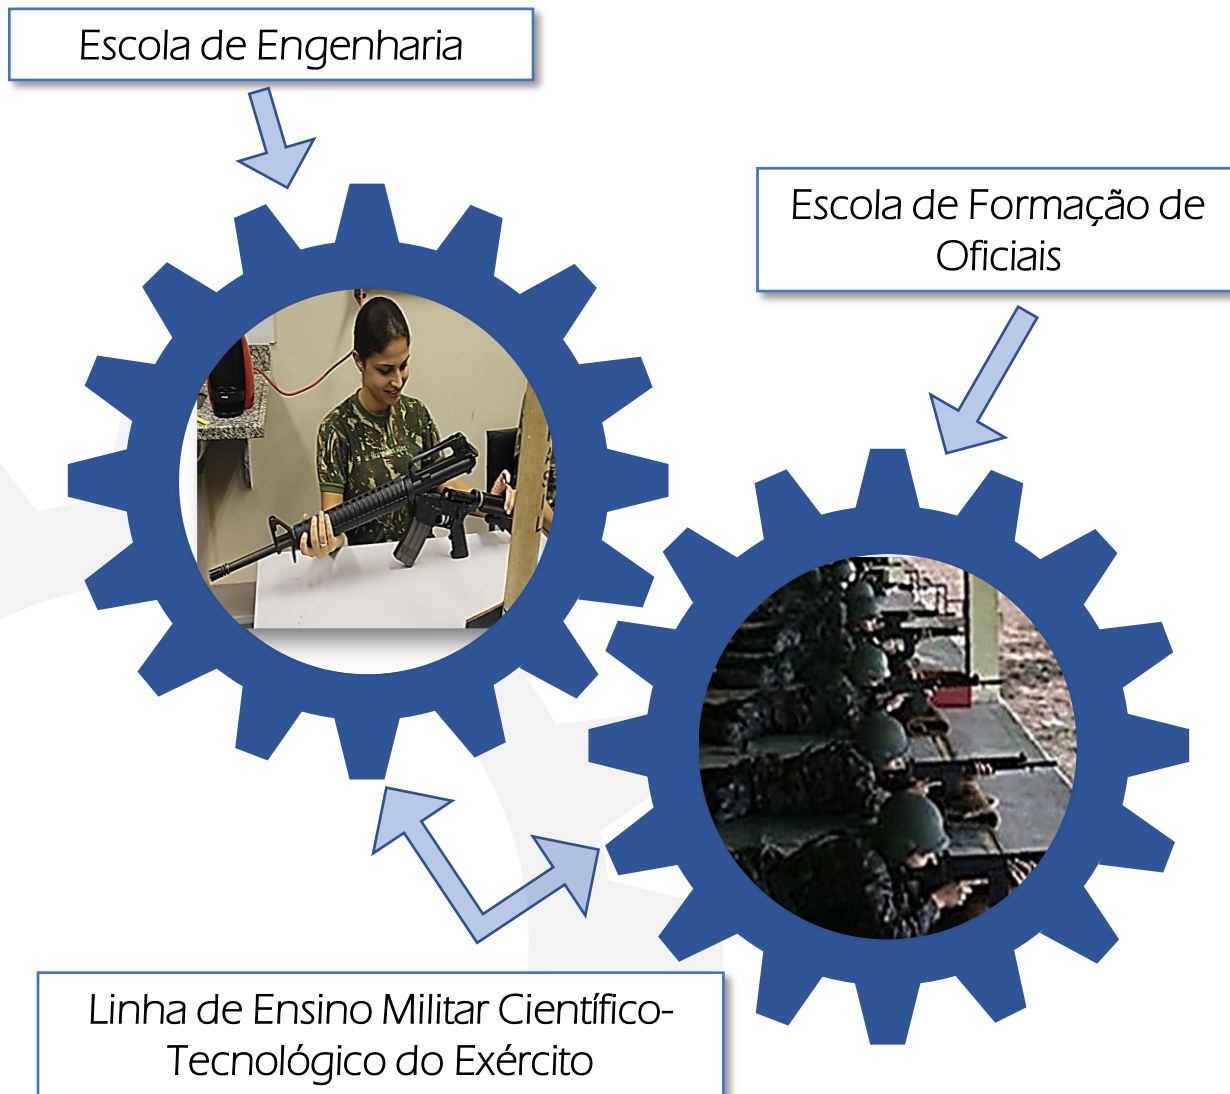 Escola de Engenharia
Escola de Formação de
Oficiais
Linha de Ensino Militar Científico-
Tecnológico do Exército